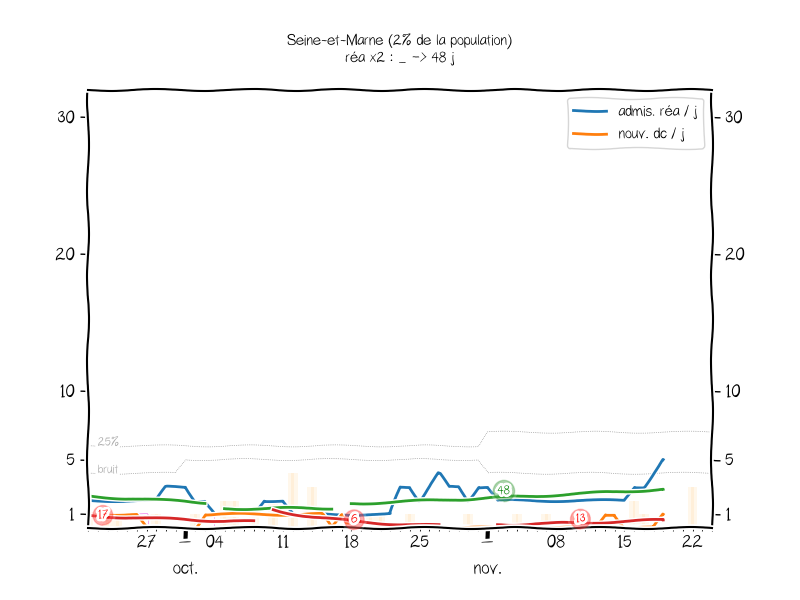 Seine-et-Marne (2% de la population)
réa x2 : _ -> 48 j
admis. réa / j
nouv. dc / j
30 30
20 20
10 10
25%
5 5
bruit
48
1 17 6 13 1
27 04 11 18 25 08 15 22
oct. nov.